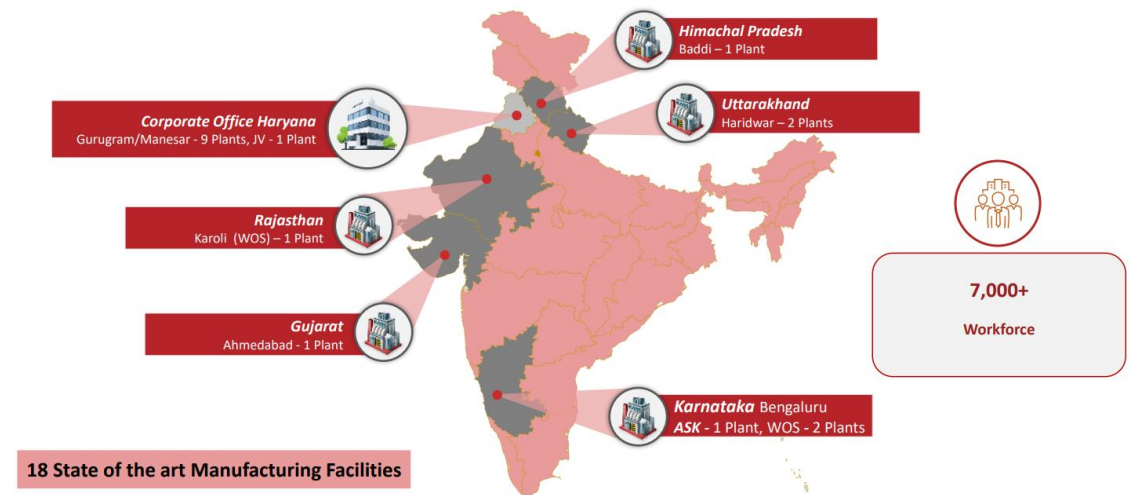 Himachal Pradesh
Baddi – 1 Plant
Corporate Office Haryana
Gurugram/Manesar - 9 Plants, JV - 1 Plant
Uttarakhand
Haridwar – 2 Plants
Rajasthan
Karoli (WOS) – 1 Plant
7,000+
Workforce
Gujarat
Ahmedabad - 1 Plant
Karnataka Bengaluru
ASK - 1 Plant, WOS - 2 Plants
18 State of the art Manufacturing Facilities